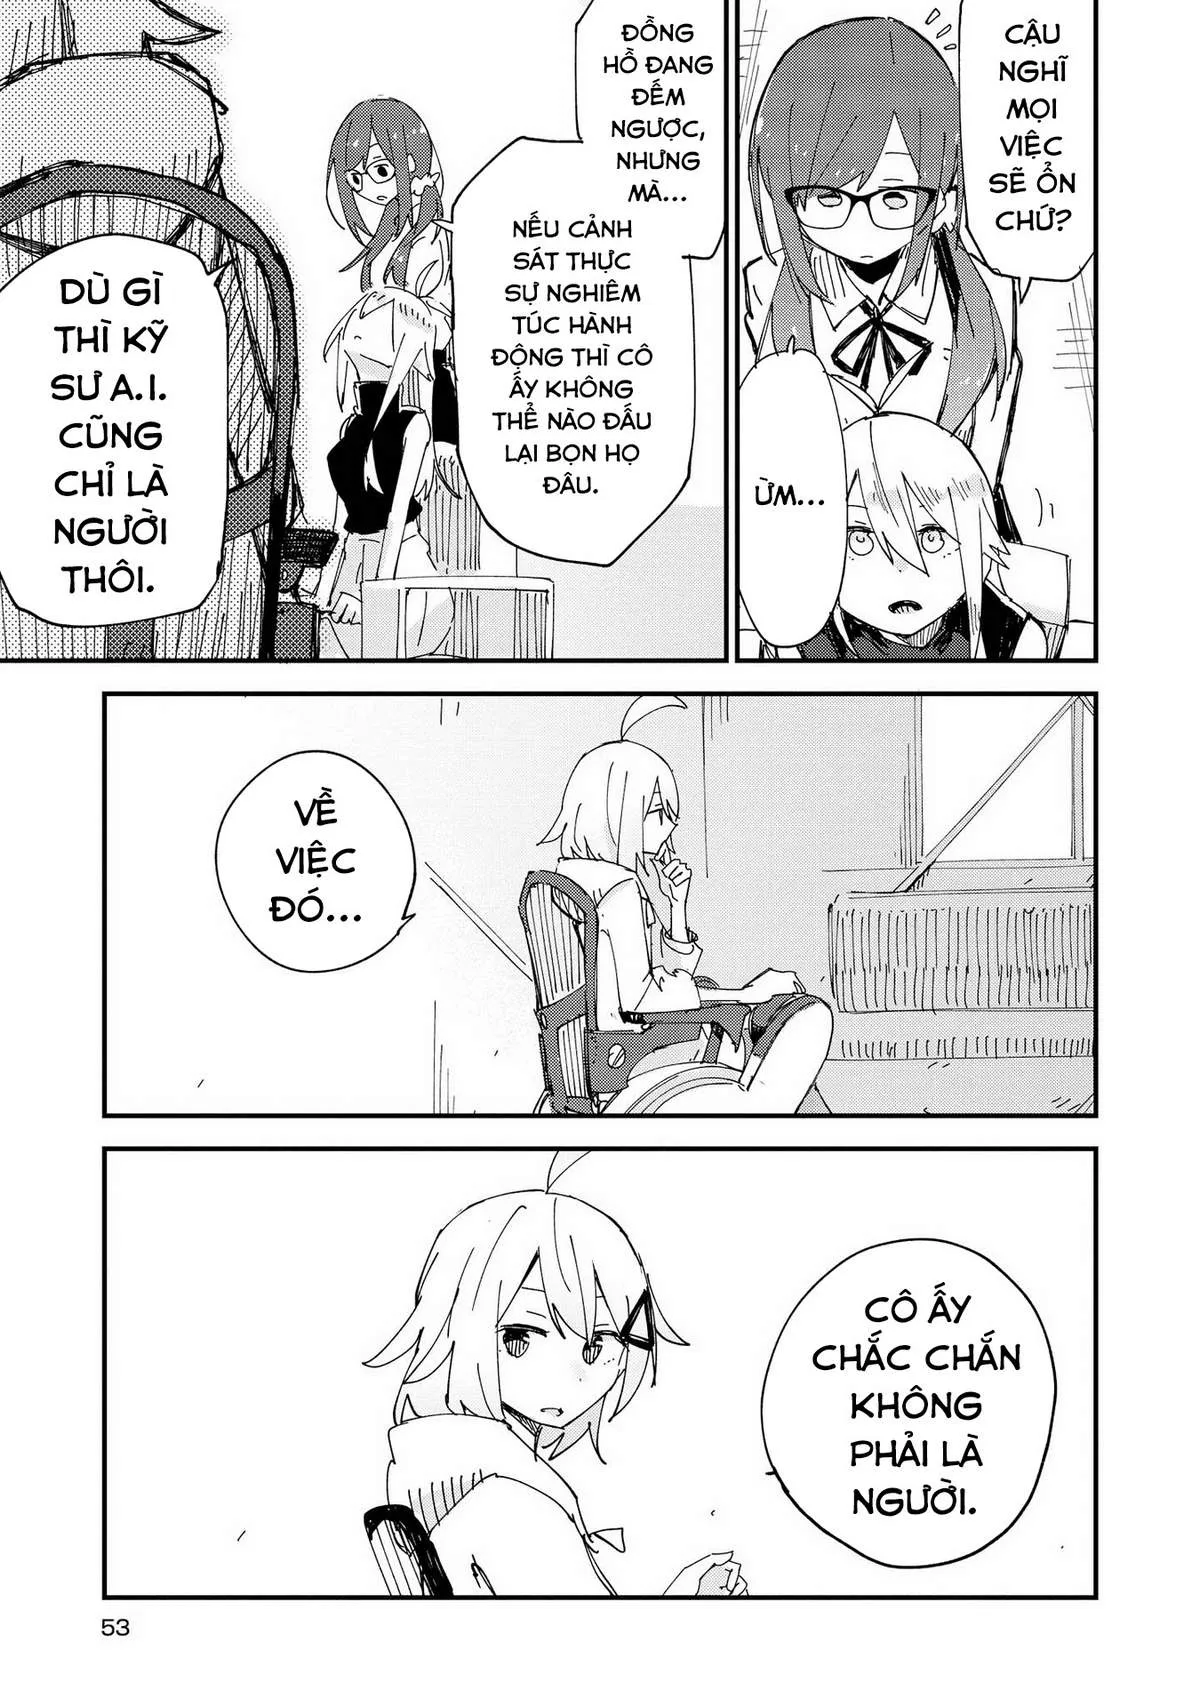 CẬU
NGHĨ
MỌI
VIỆC
SẼ ỔN
CHỨ?
ỪM...
ĐỒNG
HỒ ĐANG
ĐẾM
NGƯỢC,
NHƯNG
MÀ...
NẾU CẢNH
SÁT THỰC
SỰ NGHIÊM
TÚC HÀNH
ĐỘNG THÌ CÔ
ẤY KHÔNG
THỂ NÀO ĐẤU
LẠI BỌN HỌ
ĐÂU.
DÙ GÌ
THÌ KỸ
SƯ A.I.
CŨNG
CHỈ LÀ
NGƯỜI
THÔI.
VỀ
VIỆC
ĐÓ...
CÔ ẤY
CHẮC CHẮN
KHÔNG
PHẢI LÀ
NGƯỜI.
53